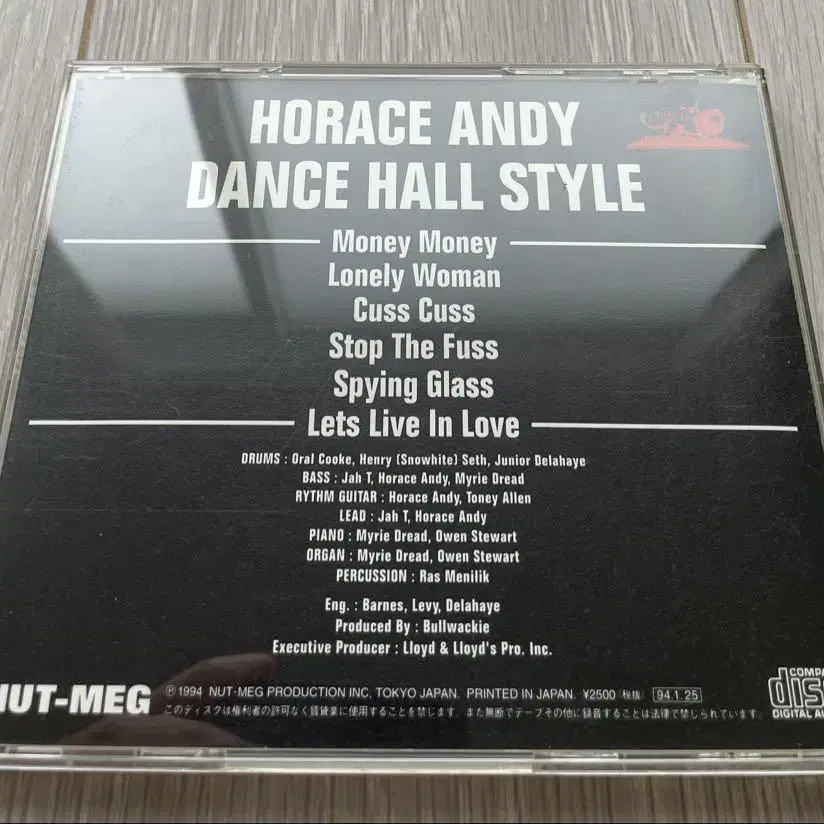 HORACE ANDY
DANCE HALL STYLE
Money Money
Lonely Woman
Cuss Cuss
Stop The Fuss
Spying Glass
Lets Live In Love
DRUMS : Oral Cooke, Henry (Snowhite) Seth, Junior Delahaye
BASS : Jah T, Horace Andy, Myrie Dread
RYTHM GUITAR : Horace Andy, Toney Allen
LEAD : Jah T, Horace Andy
PIANO : Myrie Dread, Owen Stewart
ORGAN : Myrie Dread, Owen Stewart
PERCUSSION : Ras Menilik
Eng. : Barnes, Levy, Delahaye
Produced By : Bullwackie
Executive Producer : Lloyd & Lloyd's Pro. Inc.
NUT-MEG
℗1994 NUT-MEG PRODUCTION INC, TOKYO JAPAN. PRINTED IN JAPAN. ¥2500 (税抜) 94.1.25
このディスクは権利者の許可なく賃貸業に使用することを禁じます。また無断でテープその他に録音することは法律で禁じられています。
COMPA
disc
DIGITAL AU